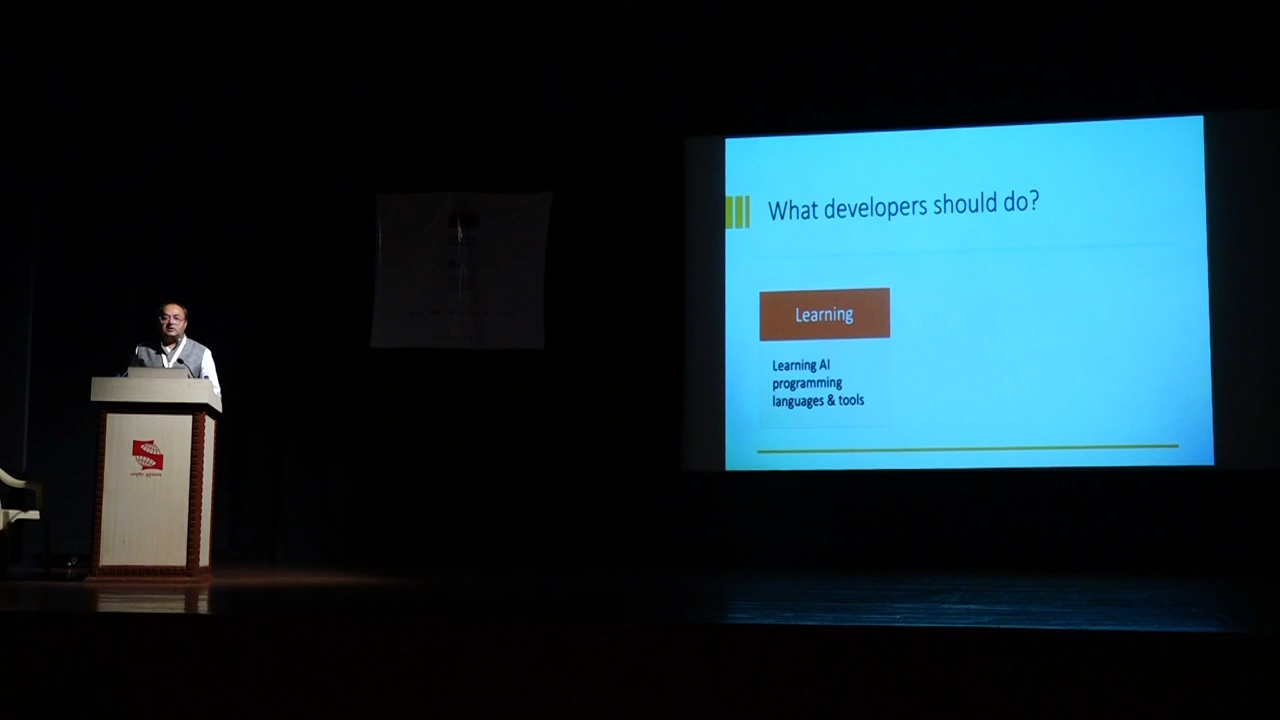 What developers should do?
Learning
Learning AI
programming
languages & tools